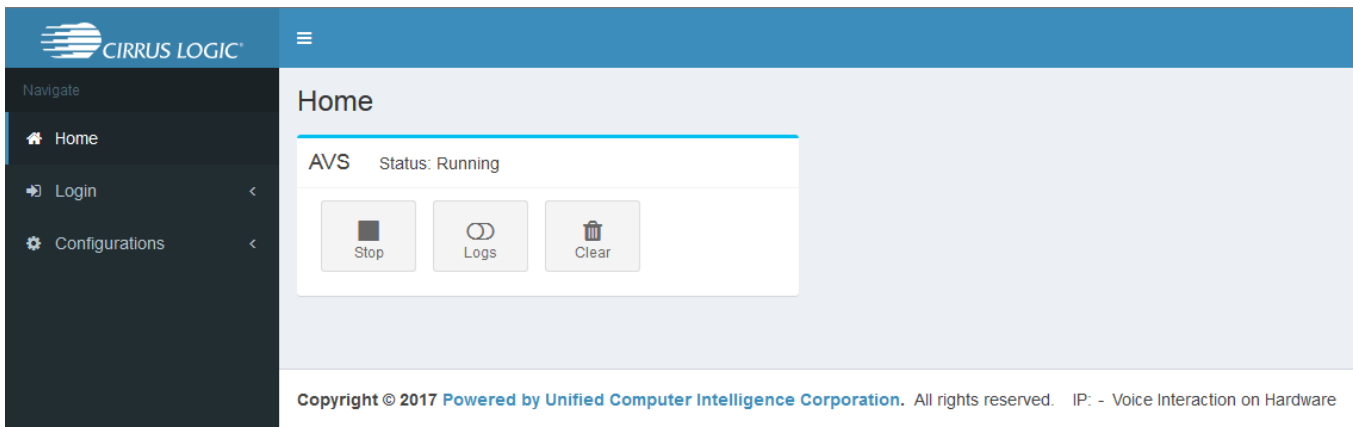 CIRRUS LOGIC®
Navigate
Home
Login
Configurations
Home
AVS Status: Running
Stop Logs Clear
Copyright © 2017 Powered by Unified Computer Intelligence Corporation. All rights reserved. IP: - Voice Interaction on Hardware